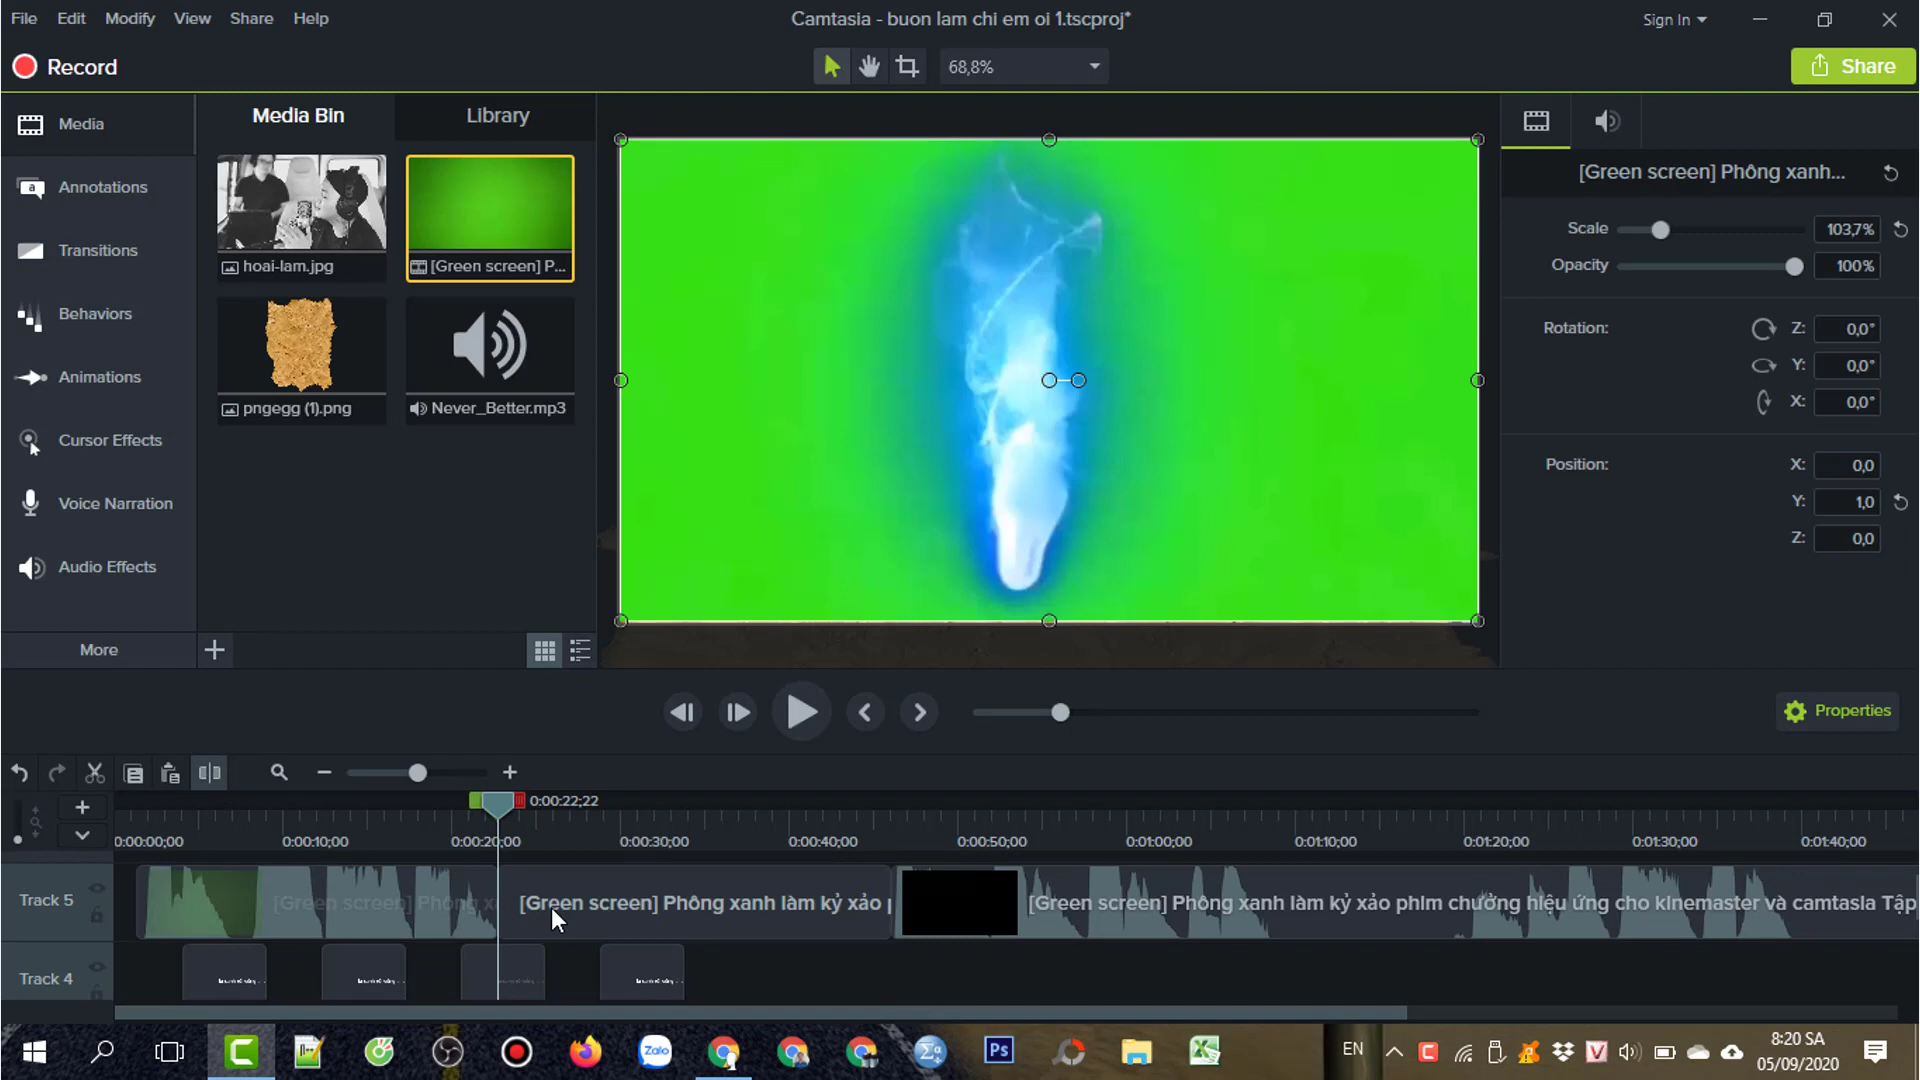 File Edit Modify View Share Help
Camtasia - buon lam chi em oi 1.tscproj*
Sign In
Record
68,8%
Share
Media
Annotations
Transitions
Behaviors
Animations
Cursor Effects
Voice Narration
Audio Effects
More
Media Bin
Library
hoai-lam.jpg
[Green screen] P...
pngegg (1).png
Never_Better.mp3
[Green screen] Phông xanh...
Scale 103,7%
Opacity 100%
Rotation: Z: 0,0°
Y: 0,0°
X: 0,0°
Position: X: 0,0
Y: 1,0
Z: 0,0
Properties
0:00:22;22
0:00:00;00 0:00:10;00 0:00:20;00 0:00:30;00 0:00:40;00 0:00:50;00 0:01:00;00 0:01:10;00 0:01:20;00 0:01:30;00 0:01:40;00
Track 5
[Green screen] Phông x
[Green screen] Phông xanh làm kỷ xảo p
[Green screen] Phông xanh làm kỷ xảo phim chưởng hiệu ứng cho kinemaster và camtasia Tập
Track 4
Zalo
Ps
EN
8:20 SA
05/09/2020